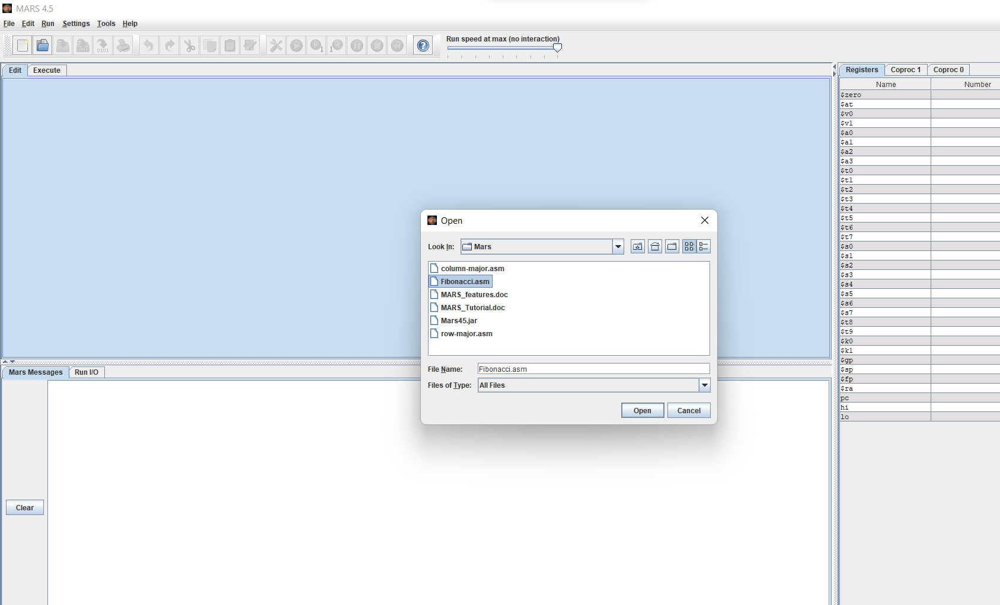 MARS 4.5
File Edit Run Settings Tools Help
Run speed at max (no interaction)
Edit Execute
Registers Coproc 1 Coproc 0
Name Number
$zero
$at
$v0
$v1
$a0
$a1
$a2
$a3
$t0
$t1
$t2
$t3
$t4
$t5
$t6
$t7
$s0
$s1
$s2
$s3
$s4
$s5
$s6
$s7
$t8
$t9
$k0
$k1
$gp
$sp
$fp
$ra
pc
hi
lo
Open
Look In: Mars
column-major.asm
Fibonacci.asm
MARS_features.doc
MARS_Tutorial.doc
Mars45.jar
row-major.asm
File Name: Fibonacci.asm
Files of Type: All Files
Open Cancel
Mars Messages Run I/O
Clear